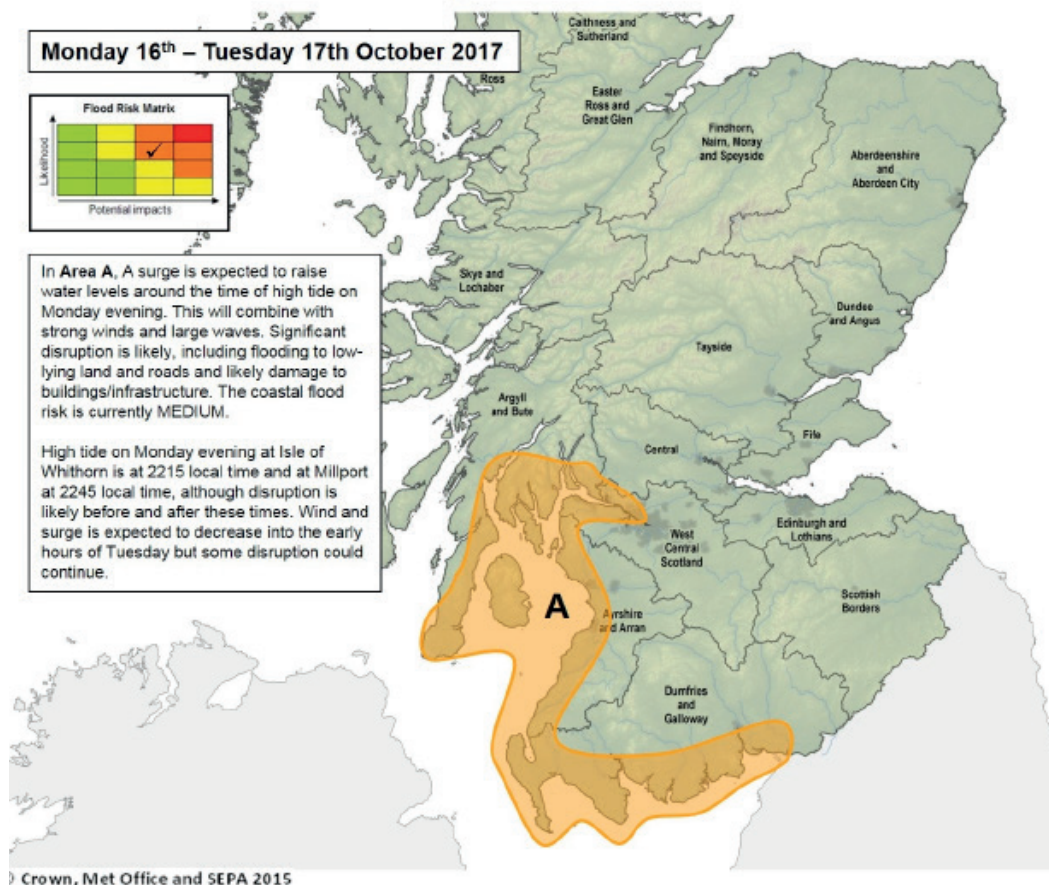 Caithness and
Sutherland
Monday 16th – Tuesday 17th October 2017
Ross
Flood Risk Matrix
Likelihood
Potential impacts
Easter
Ross and
Great Glen
Findhorn,
Nairn, Moray
and Speyside
Aberdeenshire
and
Aberdeen City
In Area A, A surge is expected to raise
water levels around the time of high tide on
Monday evening. This will combine with
strong winds and large waves. Significant
disruption is likely, including flooding to low-
lying land and roads and likely damage to
buildings/infrastructure. The coastal flood
risk is currently MEDIUM.
High tide on Monday evening at Isle of
Whithorn is at 2215 local time and at Millport
at 2245 local time, although disruption is
likely before and after these times. Wind and
surge is expected to decrease into the early
hours of Tuesday but some disruption could
continue.
Skye and
Lochaber
Dundee
and Angus
Tayside
Argyll
and Bute
Fife
Central
Edinburgh and
Lothians
West
Central
Scotland
Scottish
Borders
A
Ayrshire
and Arran
Dumfries
and
Galloway
© Crown, Met Office and SEPA 2015